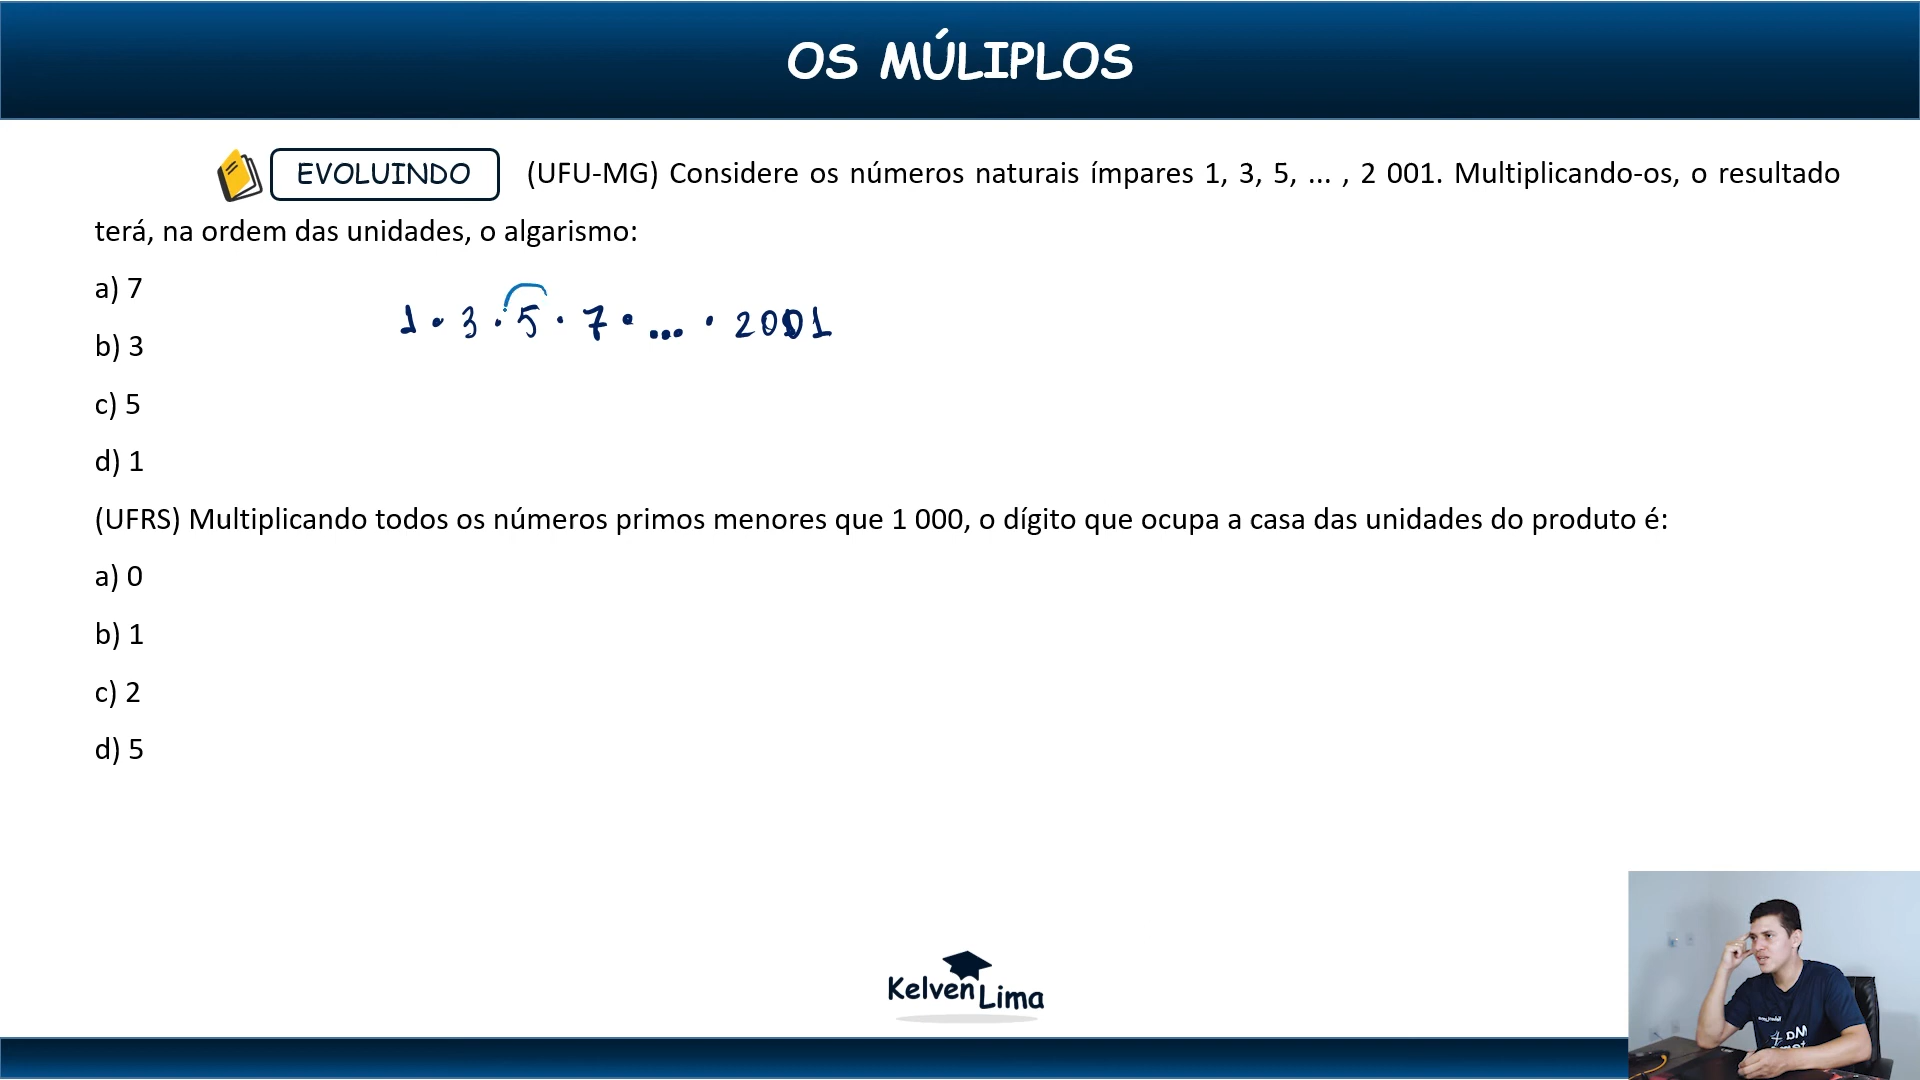 OS MÚLIPLOS
EVOLUINDO (UFU-MG) Considere os números naturais ímpares 1, 3, 5, ... , 2 001. Multiplicando-os, o resultado
terá, na ordem das unidades, o algarismo:
a) 7
1 · 3 · 5 · 7 · ... · 2001
b) 3
c) 5
d) 1
(UFRS) Multiplicando todos os números primos menores que 1 000, o dígito que ocupa a casa das unidades do produto é:
a) 0
b) 1
c) 2
d) 5
Kelven Lima